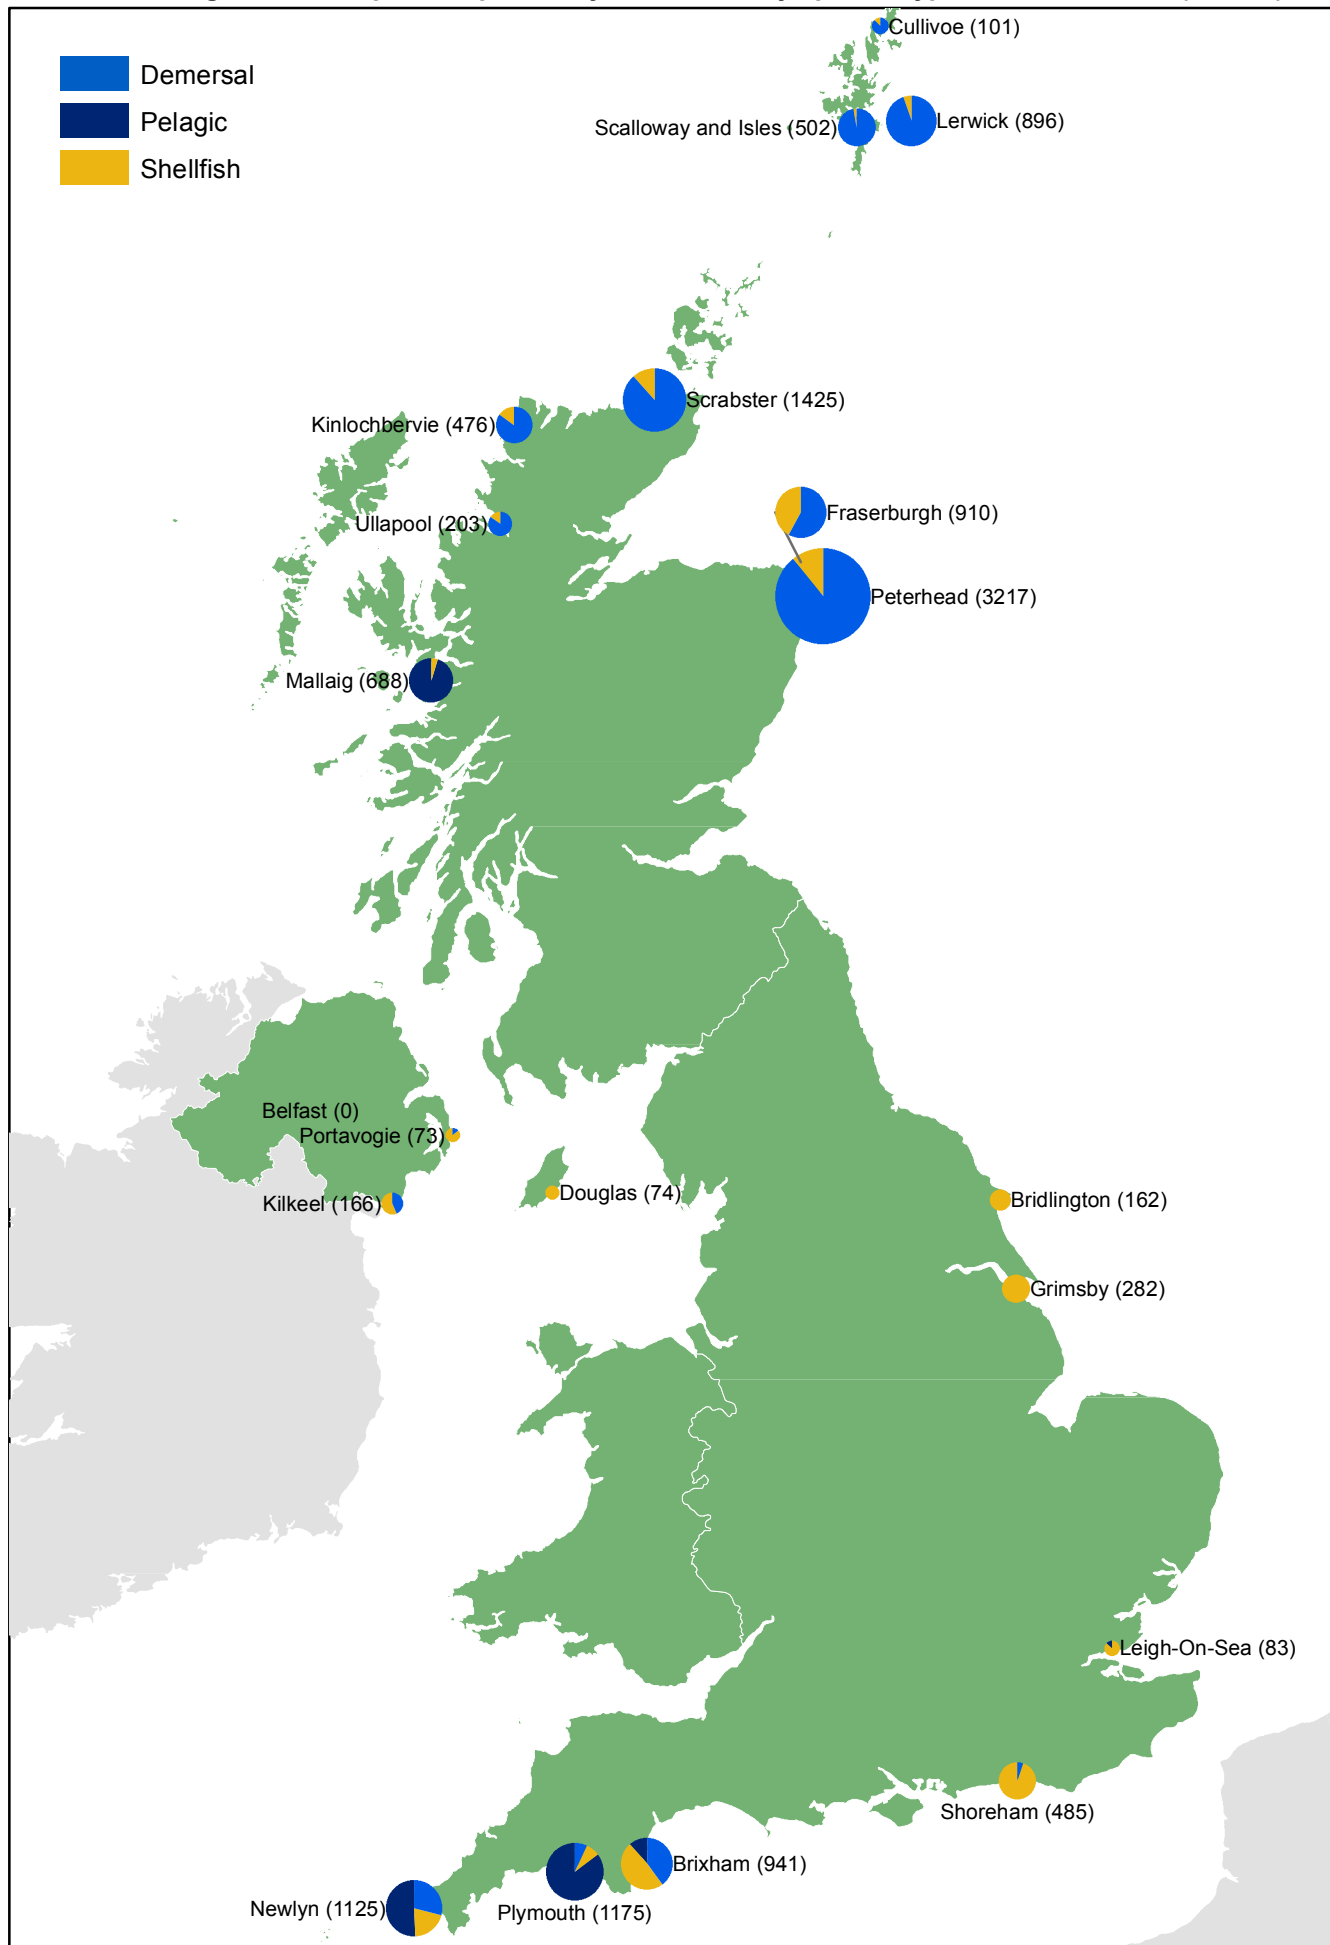 Cullivoe (101)
Demersal
Pelagic
Shellfish
Scalloway and Isles (502)
Lerwick (896)
Scrabster (1425)
Kinlochbervie (476)
Fraserburgh (910)
Ullapool (203)
Peterhead (3217)
Mallaig (688)
Belfast (0)
Portavogie (73)
Kilkeel (166)
Douglas (74)
Bridlington (162)
Grimsby (282)
Leigh-On-Sea (83)
Shoreham (485)
Brixham (941)
Newlyn (1125)
Plymouth (1175)